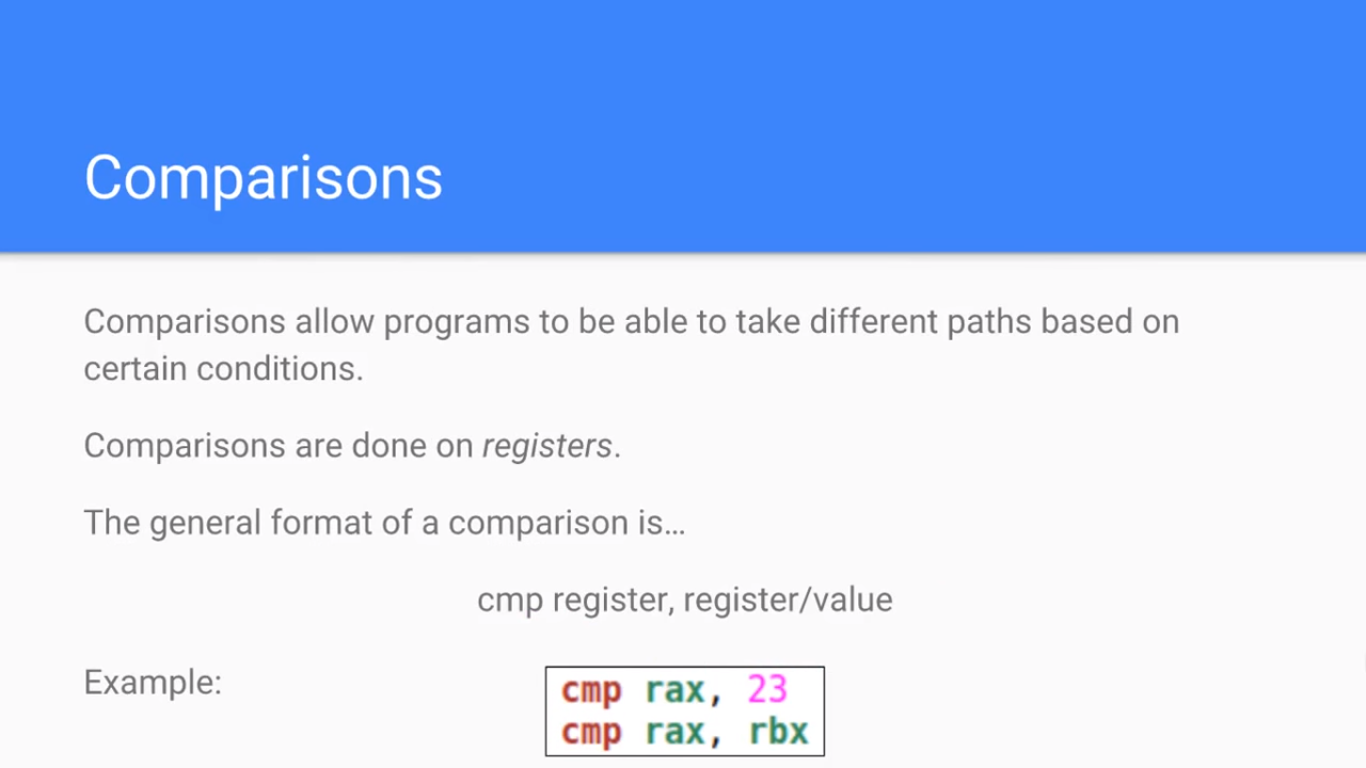 Comparisons
Comparisons allow programs to be able to take different paths based on
certain conditions.
Comparisons are done on registers.
The general format of a comparison is…
cmp register, register/value
Example:
cmp rax, 23
cmp rax, rbx